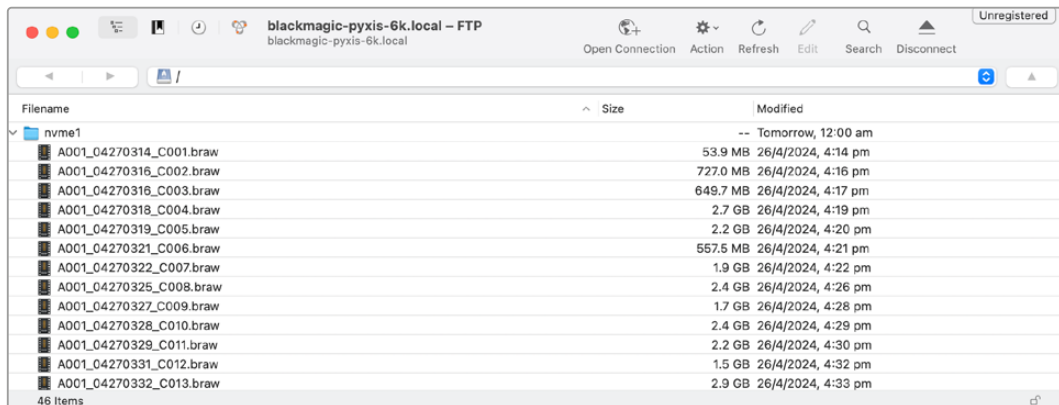 Unregistered
blackmagic-pyxis-6k.local – FTP
blackmagic-pyxis-6k.local
Open Connection Action Refresh Edit Search Disconnect
/
Filename Size Modified
nvme1 -- Tomorrow, 12:00 am
A001_04270314_C001.braw 53.9 MB 26/4/2024, 4:14 pm
A001_04270316_C002.braw 727.0 MB 26/4/2024, 4:16 pm
A001_04270316_C003.braw 649.7 MB 26/4/2024, 4:17 pm
A001_04270318_C004.braw 2.7 GB 26/4/2024, 4:19 pm
A001_04270319_C005.braw 2.2 GB 26/4/2024, 4:20 pm
A001_04270321_C006.braw 557.5 MB 26/4/2024, 4:21 pm
A001_04270322_C007.braw 1.9 GB 26/4/2024, 4:22 pm
A001_04270325_C008.braw 2.4 GB 26/4/2024, 4:26 pm
A001_04270327_C009.braw 1.7 GB 26/4/2024, 4:28 pm
A001_04270328_C010.braw 2.4 GB 26/4/2024, 4:29 pm
A001_04270329_C011.braw 2.2 GB 26/4/2024, 4:30 pm
A001_04270331_C012.braw 1.5 GB 26/4/2024, 4:32 pm
A001_04270332_C013.braw 2.9 GB 26/4/2024, 4:33 pm
46 Items